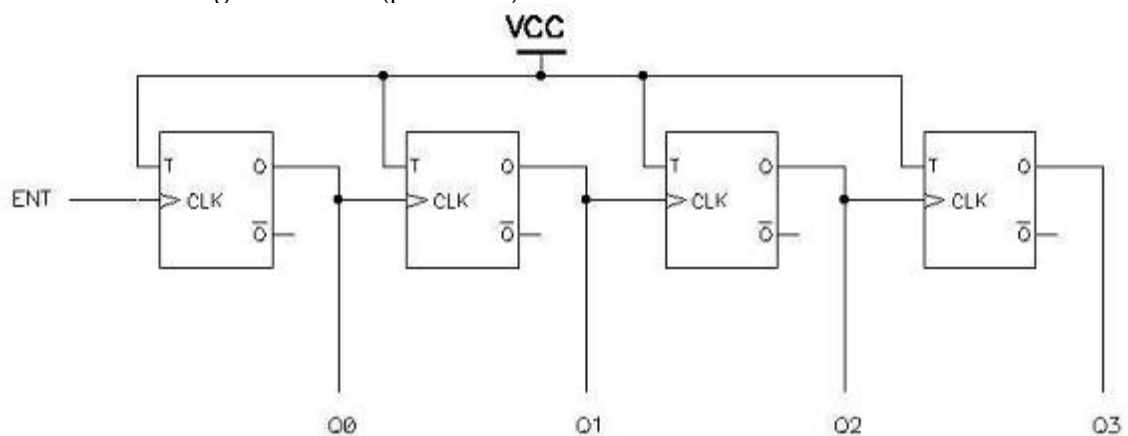 VCC
T O T O T O T O
ENT CLK CLK CLK CLK
O̅ O̅ O̅ O̅
Q0 Q1 Q2 Q3